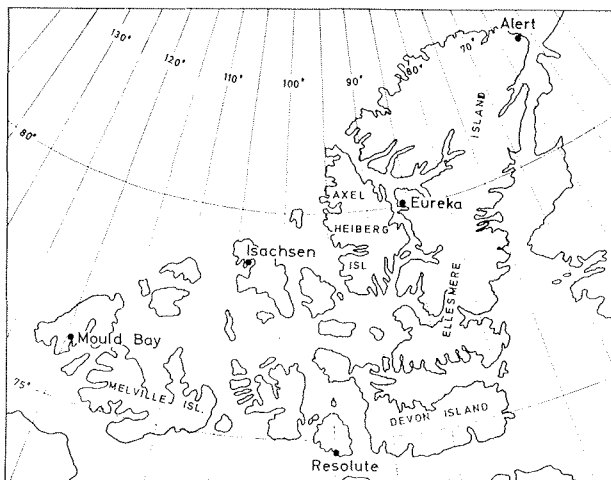 Alert
130°
120°
110°
100°
90°
80°
70°
80°
ISLAND
AXEL
HEIBERG
ISL
Eureka
Isachsen
ELLESMERE
Mould Bay
75°
MELVILLE ISL.
DEVON ISLAND
Resolute